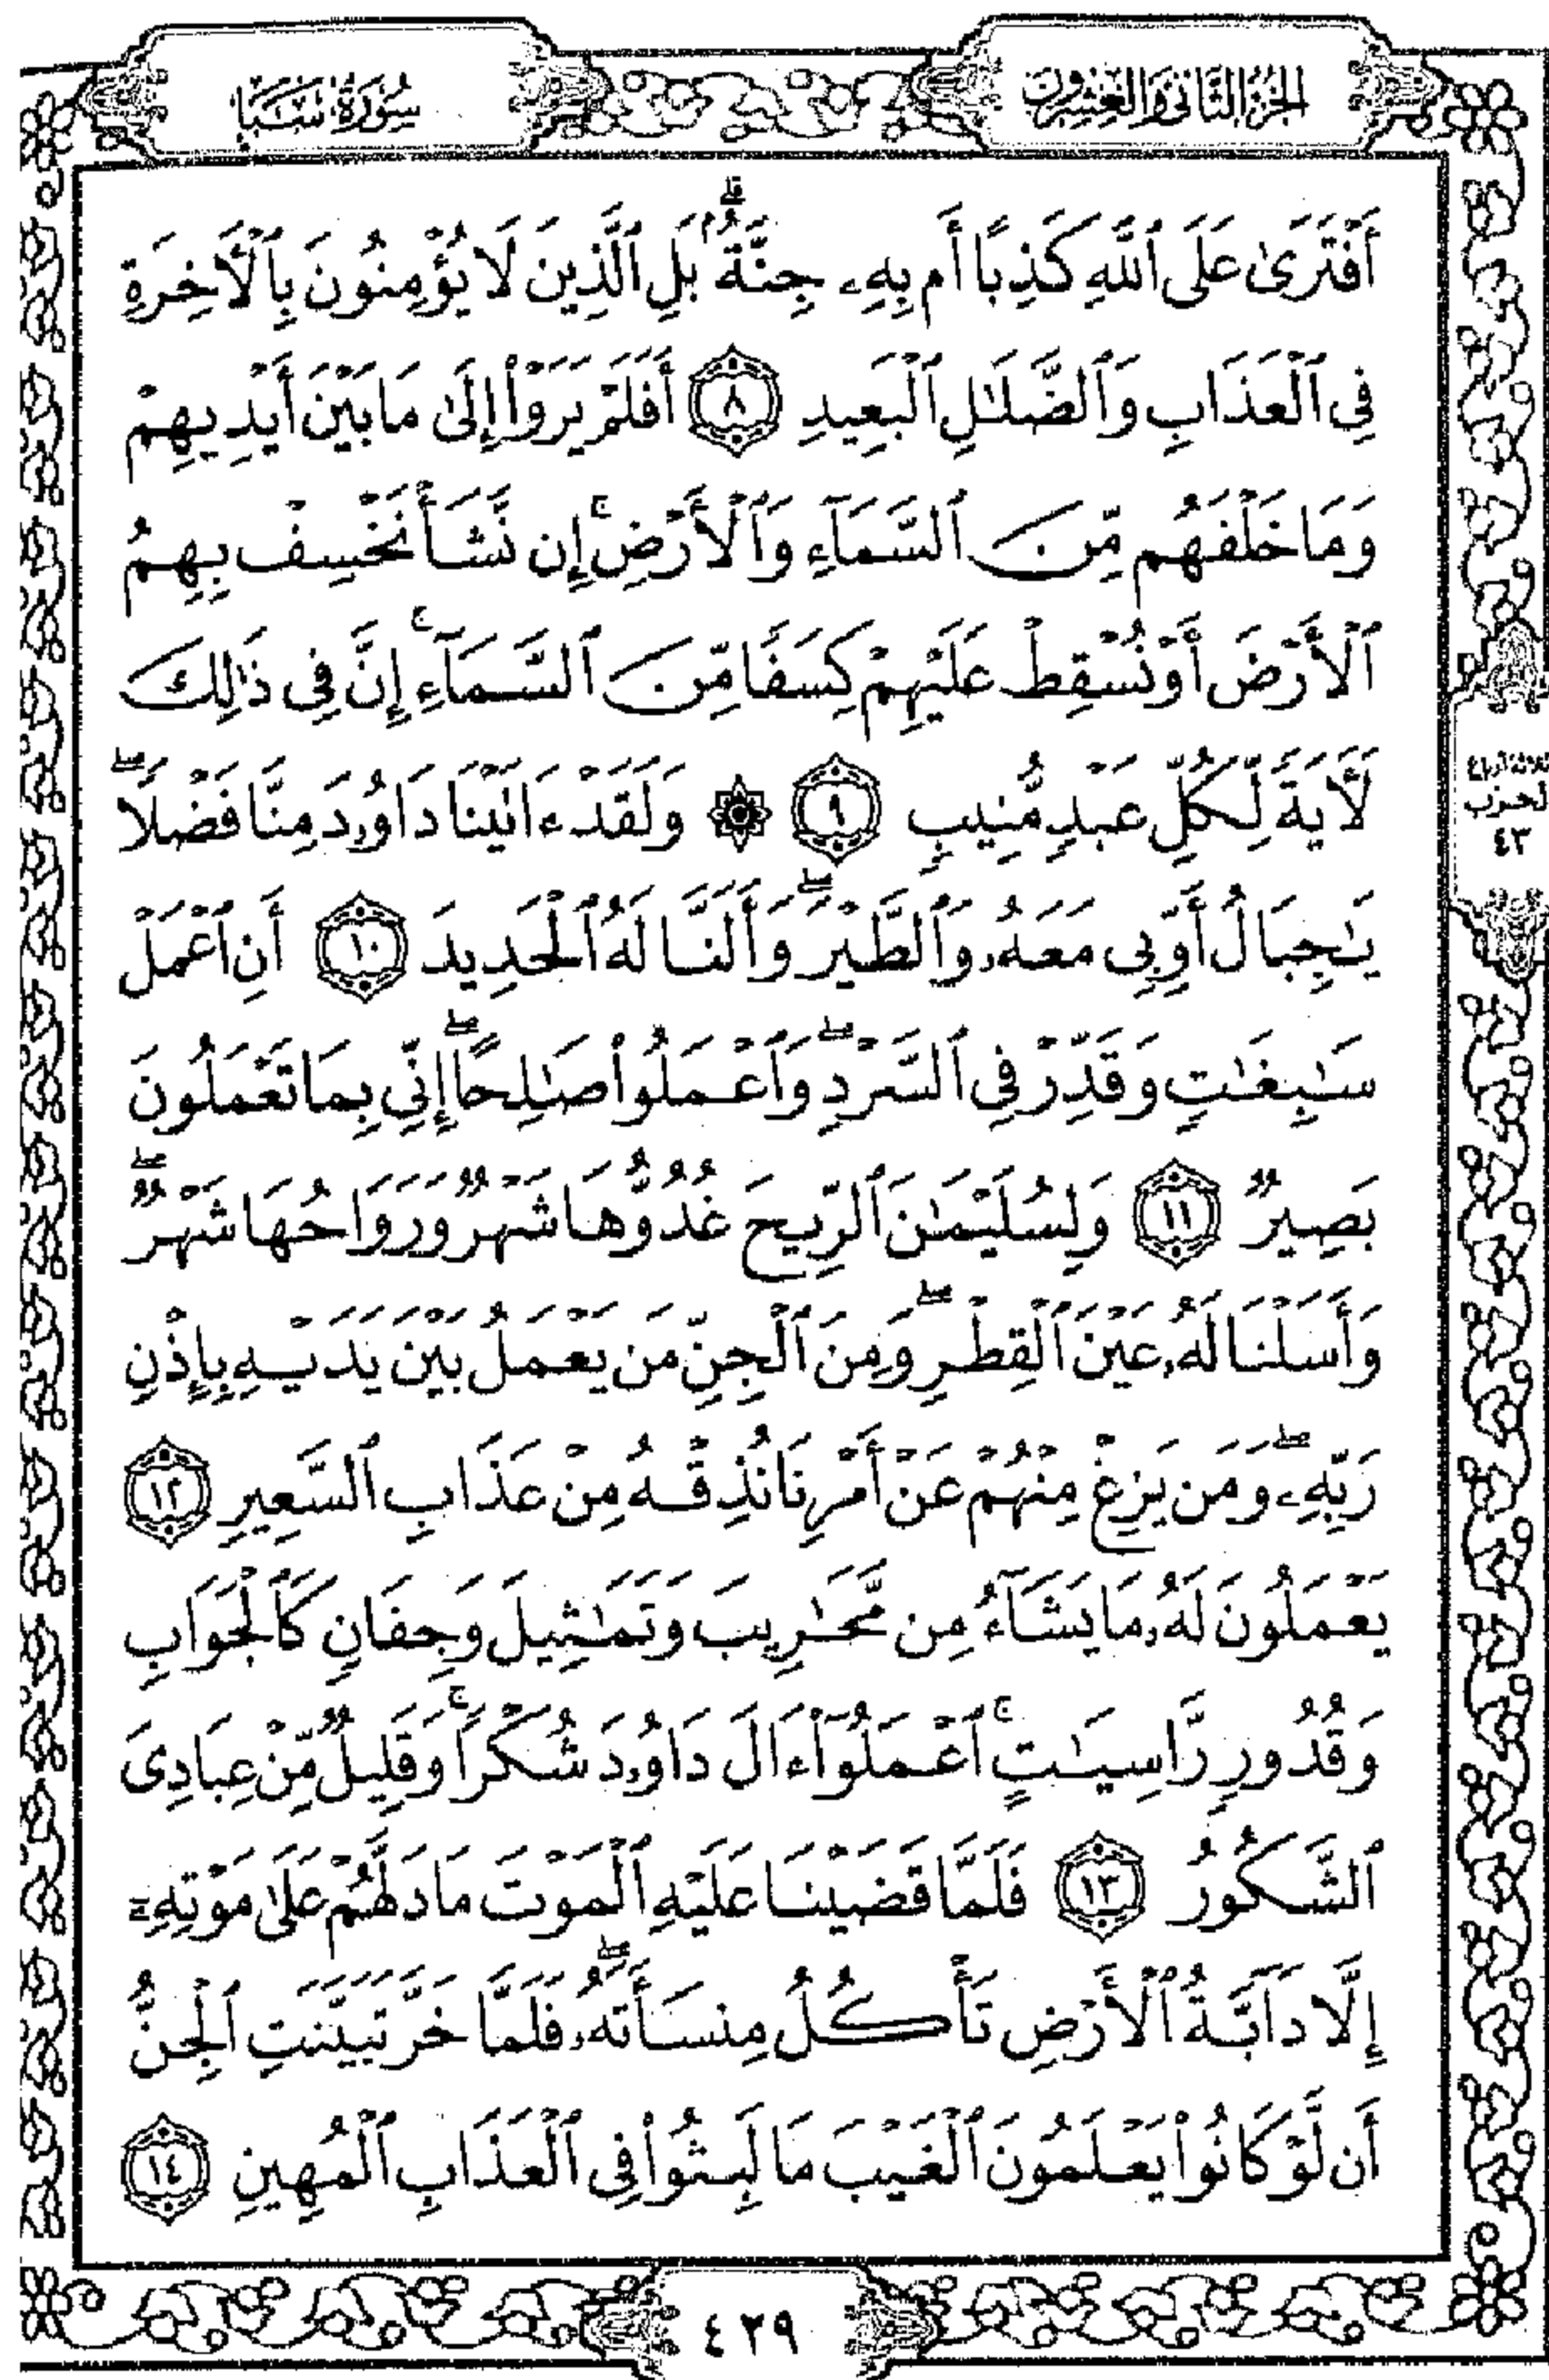 الجزء الثاني والعشرون
سورة سبأ
أَفْتَرَىٰ عَلَى ٱللَّهِ كَذِبًا أَم بِهِۦ جِنَّةٌۢ ۗ بَلِ ٱلَّذِينَ لَا يُؤْمِنُونَ بِٱلْأَخِرَةِ
فِى ٱلْعَذَابِ وَٱلضَّلَـٰلِ ٱلْبَعِيدِ ٨ أَفَلَمْ يَرَوْا۟ إِلَىٰ مَا بَيْنَ أَيْدِيهِمْ
وَمَا خَلْفَهُم مِّنَ ٱلسَّمَآءِ وَٱلْأَرْضِ ۚ إِن نَّشَأْ نَخْسِفْ بِهِمُ
ٱلْأَرْضَ أَوْ نُسْقِطْ عَلَيْهِمْ كِسَفًا مِّنَ ٱلسَّمَآءِ ۚ إِنَّ فِى ذَٰلِكَ
لَأَيَةً لِّكُلِّ عَبْدٍ مُّنِيبٍ ٩ ۞ وَلَقَدْ ءَاتَيْنَا دَاوُۥدَ مِنَّا فَضْلًا ۖ
يَـٰجِبَالُ أَوِّبِى مَعَهُۥ وَٱلطَّيْرَ ۖ وَأَلَنَّا لَهُ ٱلْحَدِيدَ ١٠ أَنِ ٱعْمَلْ
سَـٰبِغَـٰتٍ وَقَدِّرْ فِى ٱلسَّرْدِ ۖ وَٱعْمَلُوا۟ صَـٰلِحًا ۖ إِنِّى بِمَا تَعْمَلُونَ
بَصِيرٌ ١١ وَلِسُلَيْمَـٰنَ ٱلرِّيحَ غُدُوُّهَا شَهْرٌ وَرَوَاحُهَا شَهْرٌ ۖ
وَأَسَلْنَا لَهُۥ عَيْنَ ٱلْقِطْرِ ۖ وَمِنَ ٱلْجِنِّ مَن يَعْمَلُ بَيْنَ يَدَيْهِ بِإِذْنِ
رَبِّهِۦ ۖ وَمَن يَزِغْ مِنْهُمْ عَنْ أَمْرِنَا نُذِقْهُ مِنْ عَذَابِ ٱلسَّعِيرِ ١٢
يَعْمَلُونَ لَهُۥ مَا يَشَآءُ مِن مَّحَـٰرِيبَ وَتَمَـٰثِيلَ وَجِفَانٍ كَٱلْجَوَابِ
وَقُدُورٍ رَّاسِيَـٰتٍ ۚ ٱعْمَلُوٓا۟ ءَالَ دَاوُۥدَ شُكْرًا ۚ وَقَلِيلٌ مِّنْ عِبَادِىَ
ٱلشَّكُورُ ١٣ فَلَمَّا قَضَيْنَا عَلَيْهِ ٱلْمَوْتَ مَا دَلَّهُمْ عَلَىٰ مَوْتِهِۦٓ
إِلَّا دَآبَّةُ ٱلْأَرْضِ تَأْكُلُ مِنسَأَتَهُۥ ۖ فَلَمَّا خَرَّ تَبَيَّنَتِ ٱلْجِنُّ
أَن لَّوْ كَانُوا۟ يَعْلَمُونَ ٱلْغَيْبَ مَا لَبِثُوا۟ فِى ٱلْعَذَابِ ٱلْمُهِينِ ١٤
ثلاثة أرباع
الحزب
٤٣
٤٢٩